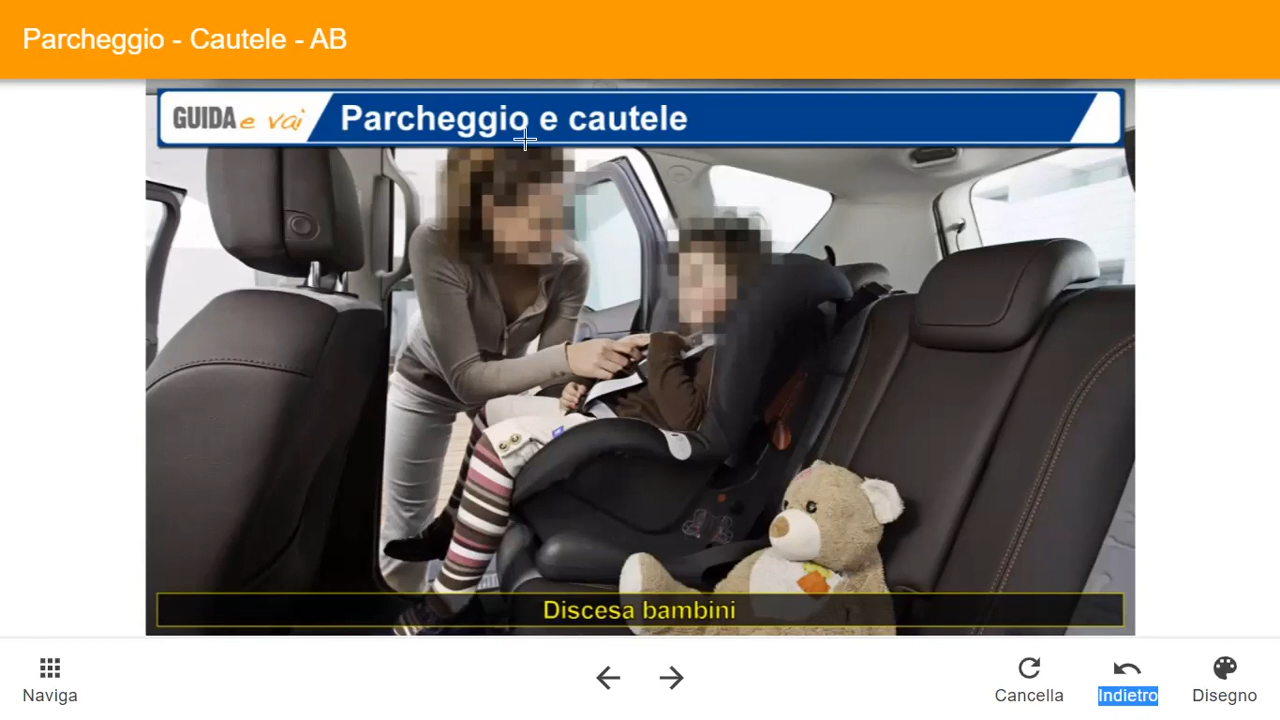 Parcheggio - Cautele - AB
GUIDA e vai
Parcheggio e cautele
Discesa bambini
Naviga
Cancella
Indietro
Disegno